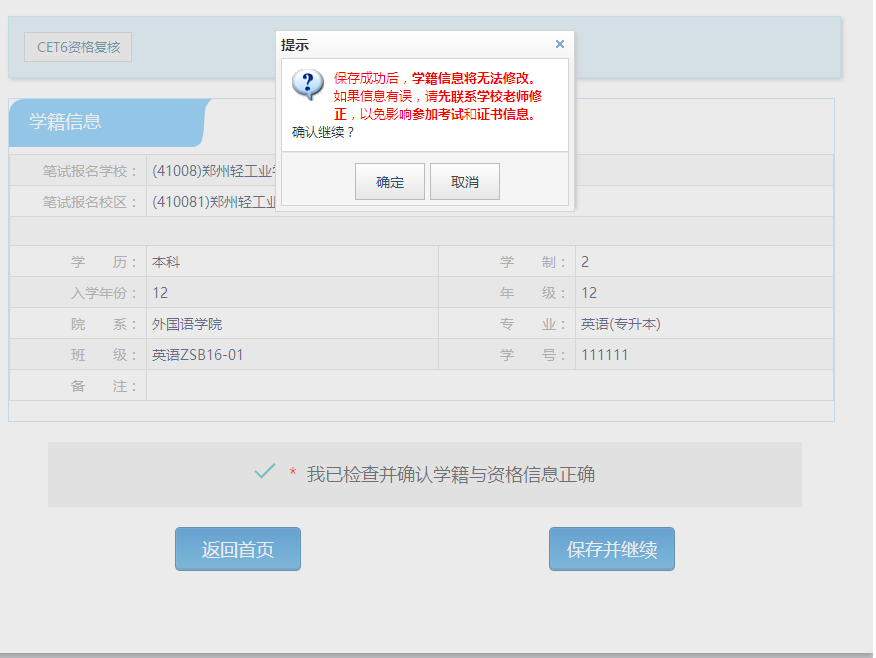 CET6资格复核
提示
保存成功后，学籍信息将无法修改。
如果信息有误，请先联系学校老师修
正，以免影响参加考试和证书信息。
确认继续？
确定 取消
学籍信息
笔试报名学校： (41008)郑州轻工业
笔试报名校区： (410081)郑州轻工业
学 历： 本科 学 制： 2
入学年份： 12 年 级： 12
院 系： 外国语学院 专 业： 英语(专升本)
班 级： 英语ZSB16-01 学 号： 111111
备 注：
* 我已检查并确认学籍与资格信息正确
返回首页 保存并继续